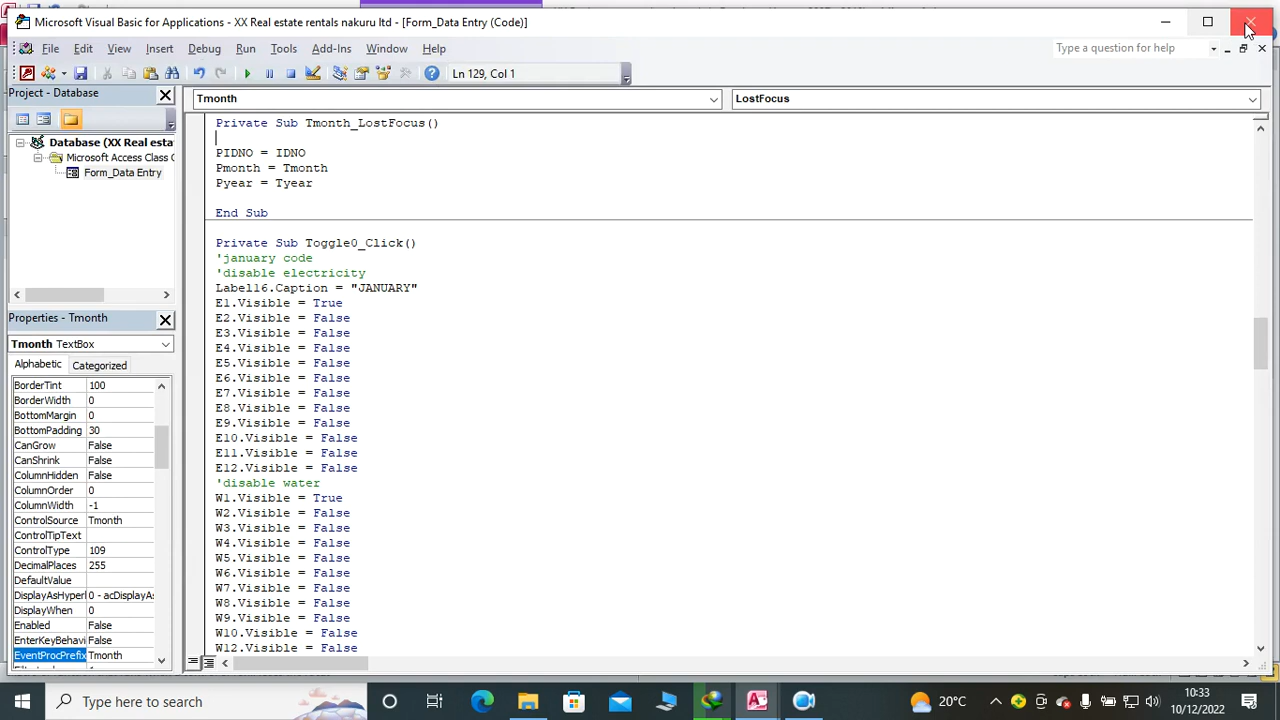 Microsoft Visual Basic for Applications - XX Real estate rentals nakuru ltd - [Form_Data Entry (Code)]
File Edit View Insert Format Debug Run Tools Add-Ins Window Help
Type a question for help
Ln 129, Col 1
Project - Database
Tmonth
LostFocus
Database (XX Real esta
Microsoft Access Class O
Form_Data Entry
Properties - Tmonth
Tmonth TextBox
Alphabetic Categorized
BorderTint 100
BorderWidth 0
BottomMargin 0
BottomPadding 30
CanGrow False
CanShrink False
ColumnHidden False
ColumnOrder 0
ColumnWidth -1
ControlSource Tmonth
ControlTipText
ControlType 109
DecimalPlaces 255
DefaultValue
DisplayAsHyperl 0 - acDisplayAs
DisplayWhen 0
Enabled True
EnterKeyBehavi False
EventProcPrefix Tmonth
Private Sub Tmonth_LostFocus()
PIDNO = IDNO
Pmonth = Tmonth
Pyear = Tyear
End Sub
Private Sub Toggle0_Click()
'january code
'disable electricity
Label16.Caption = "JANUARY"
E1.Visible = True
E2.Visible = False
E3.Visible = False
E4.Visible = False
E5.Visible = False
E6.Visible = False
E7.Visible = False
E8.Visible = False
E9.Visible = False
E10.Visible = False
E11.Visible = False
E12.Visible = False
'disable water
W1.Visible = True
W2.Visible = False
W3.Visible = False
W4.Visible = False
W5.Visible = False
W6.Visible = False
W7.Visible = False
W8.Visible = False
W9.Visible = False
W10.Visible = False
W12.Visible = False
Type here to search
20°C
10:33
10/12/2022